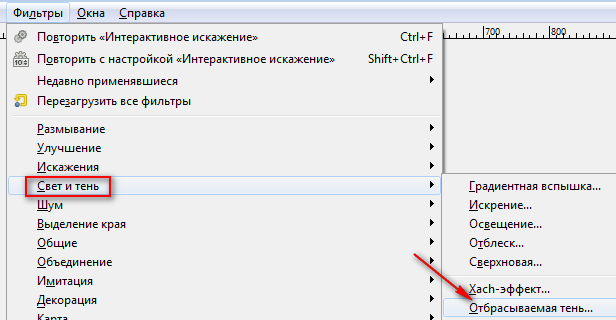 Фильтры Окна Справка
Повторить «Интерактивное искажение» Ctrl+F
Повторить с настройкой «Интерактивное искажение» Shift+Ctrl+F
Недавно применявшиеся
Перезагрузить все фильтры
Размывание
Улучшение
Искажения
Свет и тень
Шум
Выделение края
Общие
Объединение
Имитация
Декорация
Карта
700 800
Градиентная вспышка...
Искрение...
Освещение...
Отблеск...
Сверхновая...
Xach-эффект...
Отбрасываемая тень...